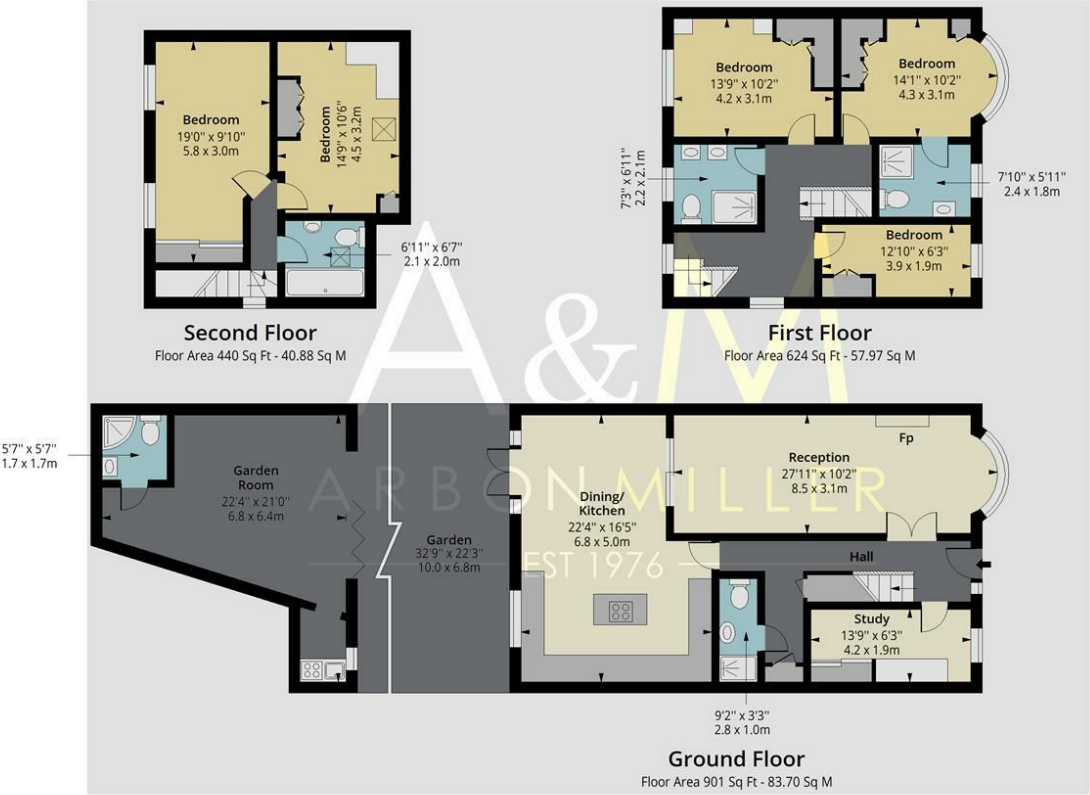 Bedroom
19'0" x 9'10"
5.8 x 3.0m
Bedroom
14'9" x 10'6"
4.5 x 3.2m
6'11" x 6'7"
2.1 x 2.0m
Second Floor
Floor Area 440 Sq Ft - 40.88 Sq M
Bedroom
13'9" x 10'2"
4.2 x 3.1m
Bedroom
14'1" x 10'2"
4.3 x 3.1m
7'3" x 6'11"
2.2 x 2.1m
7'10" x 5'11"
2.4 x 1.8m
Bedroom
12'10" x 6'3"
3.9 x 1.9m
First Floor
Floor Area 624 Sq Ft - 57.97 Sq M
A&M
ARBON MILLER
EST 1976
5'7" x 5'7"
1.7 x 1.7m
Garden
Room
22'4" x 21'0"
6.8 x 6.4m
Garden
32'9" x 22'3"
10.0 x 6.8m
Dining/
Kitchen
22'4" x 16'5"
6.8 x 5.0m
Fp
Reception
27'11" x 10'2"
8.5 x 3.1m
Hall
Study
13'9" x 6'3"
4.2 x 1.9m
9'2" x 3'3"
2.8 x 1.0m
Ground Floor
Floor Area 901 Sq Ft - 83.70 Sq M